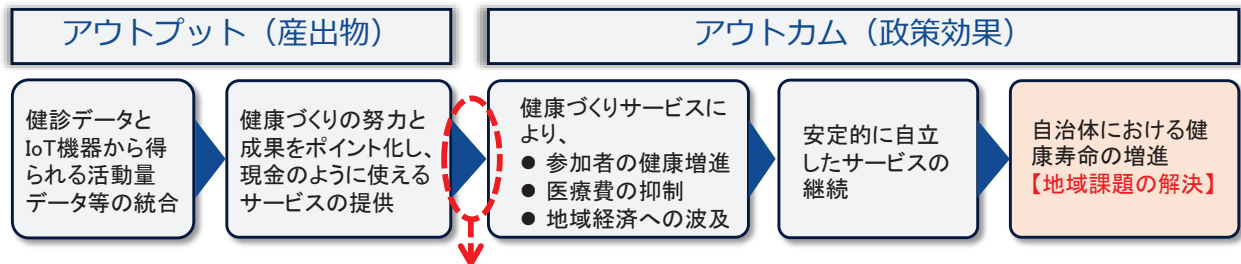 アウトプット（産出物）
アウトカム（政策効果）
健診データと
IoT機器から得
られる活動量
データ等の統合
健康づくりの努力と
成果をポイント化し、
現金のように使える
サービスの提供
健康づくりサービスに
より、
● 参加者の健康増進
● 医療費の抑制
● 地域経済への波及
安定的に自立
したサービスの
継続
自治体における健
康寿命の増進
【地域課題の解決】